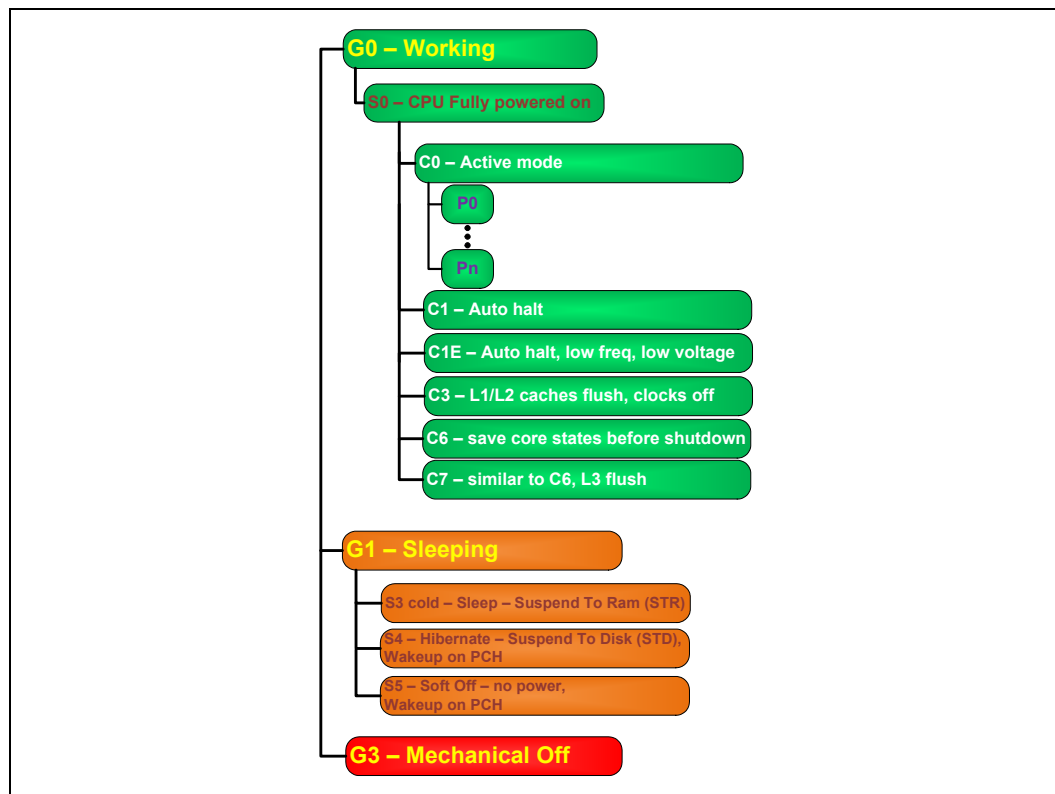 G0 – Working
S0 – CPU Fully powered on
C0 – Active mode
P0
Pn
C1 – Auto halt
C1E – Auto halt, low freq, low voltage
C3 – L1/L2 caches flush, clocks off
C6 – save core states before shutdown
C7 – similar to C6, L3 flush
G1 – Sleeping
S3 cold – Sleep – Suspend To Ram (STR)
S4 – Hibernate – Suspend To Disk (STD),
Wakeup on PCH
S5 – Soft Off – no power,
Wakeup on PCH
G3 – Mechanical Off